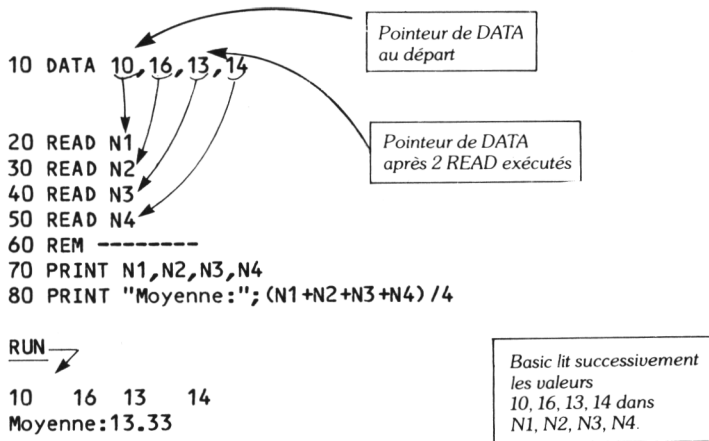 Pointeur de DATA
au départ
10 DATA 10,16,13,14
Pointeur de DATA
après 2 READ exécutés
20 READ N1
30 READ N2
40 READ N3
50 READ N4
60 REM --------
70 PRINT N1,N2,N3,N4
80 PRINT "Moyenne:";(N1+N2+N3+N4)/4
RUN
10 16 13 14
Moyenne:13.33
Basic lit successivement
les valeurs
10, 16, 13, 14 dans
N1, N2, N3, N4.